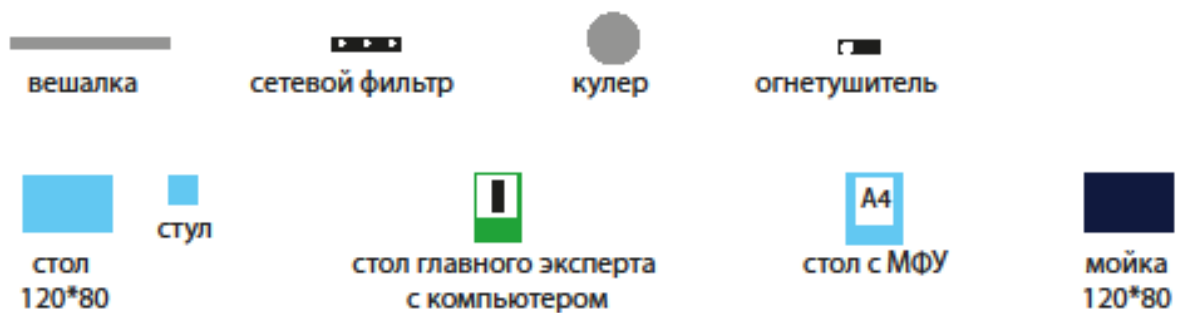 вешалка
сетевой фильтр
кулер
огнетушитель
A4
стул
стол
120*80
стол главного эксперта
с компьютером
стол с МФУ
мойка
120*80